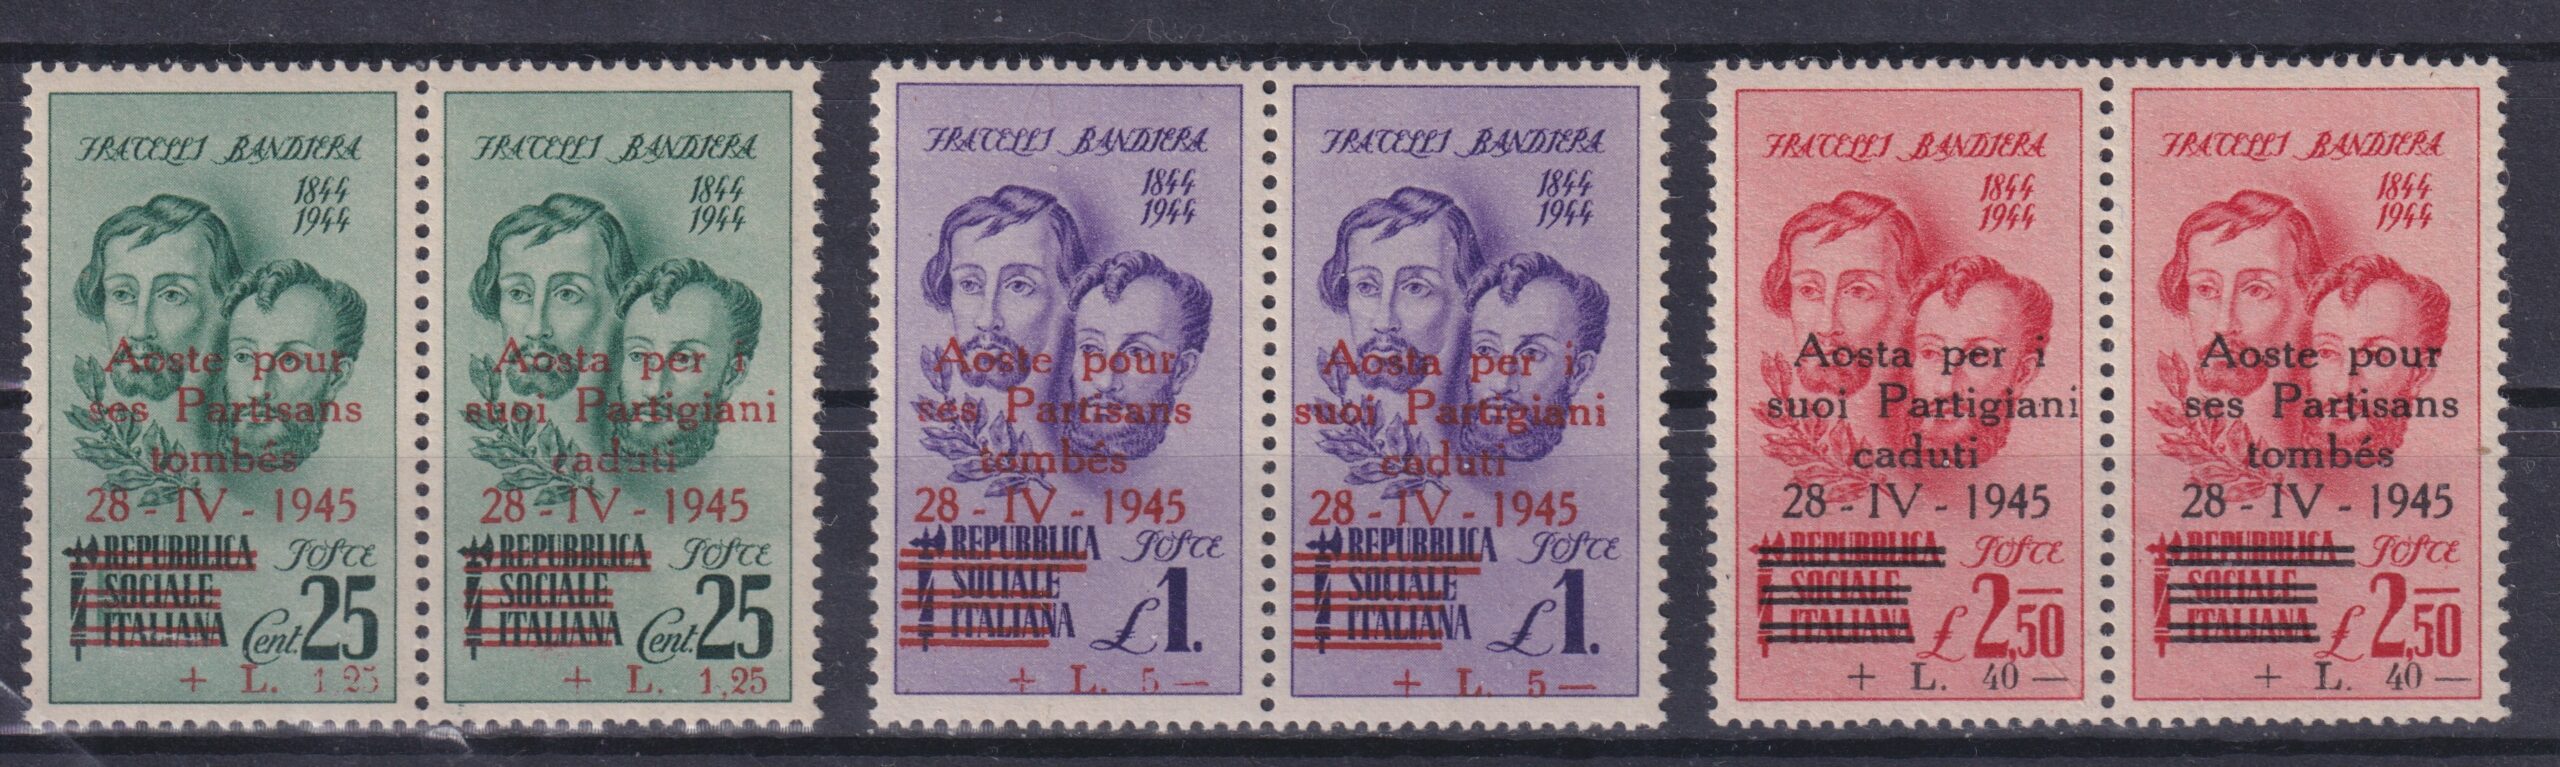 FRATELLI BANDIERA
1844
1944
Aoste pour
ses Partisans
tombés
28 - IV - 1945
REPUBBLICA POSTE
SOCIALE
ITALIANA Cent. 25
+ L. 1,25
FRATELLI BANDIERA
1844
1944
Aosta per i
suoi Partigiani
caduti
28 - IV - 1945
REPUBBLICA POSTE
SOCIALE
ITALIANA Cent. 25
+ L. 1,25
FRATELLI BANDIERA
1844
1944
Aoste pour
ses Partisans
tombés
28 - IV - 1945
REPUBBLICA POSTE
SOCIALE
ITALIANA £ 1.
+ L. 5 —
FRATELLI BANDIERA
1844
1944
Aosta per i
suoi Partigiani
caduti
28 - IV - 1945
REPUBBLICA POSTE
SOCIALE
ITALIANA £ 1.
+ L. 5 —
FRATELLI BANDIERA
1844
1944
Aosta per i
suoi Partigiani
caduti
28 - IV - 1945
REPUBBLICA POSTE
SOCIALE
ITALIANA £ 2,50
+ L. 40 —
FRATELLI BANDIERA
1844
1944
Aoste pour
ses Partisans
tombés
28 - IV - 1945
REPUBBLICA POSTE
SOCIALE
ITALIANA £ 2,50
+ L. 40 —